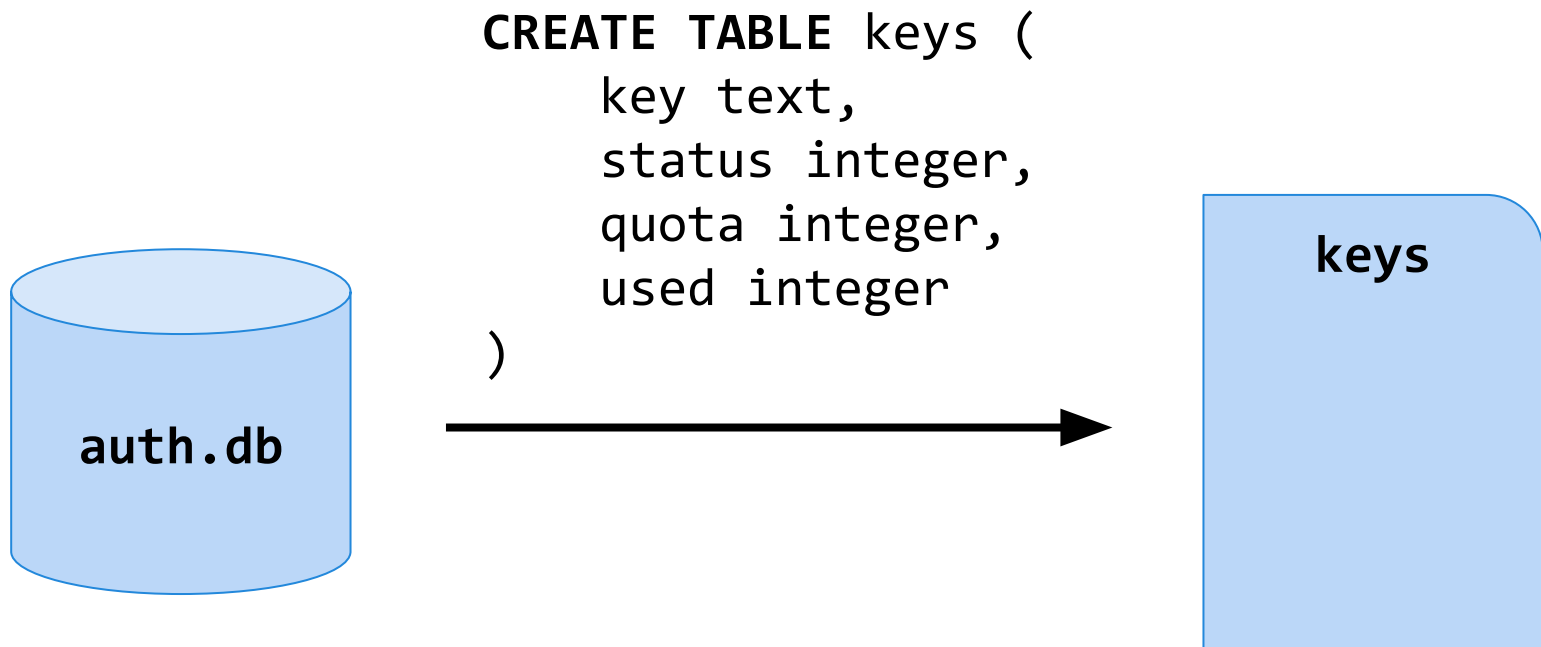 CREATE TABLE keys (
    key text,
    status integer,
    quota integer,
    used integer
)
auth.db
keys